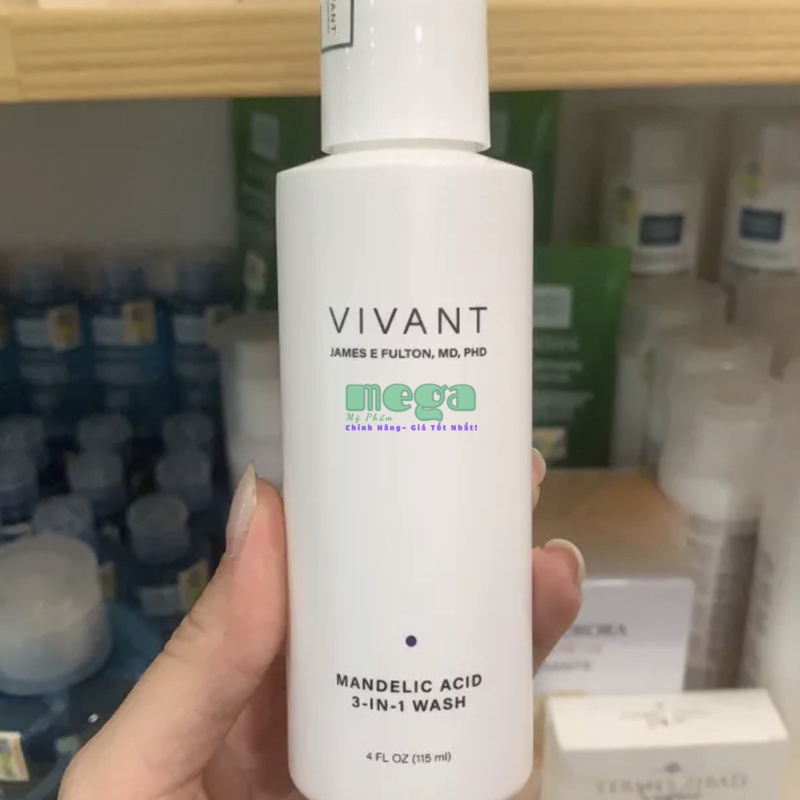 VIVANT
JAMES E FULTON, MD, PHD
mega
Mỹ Phẩm
Chính Hãng- Giá Tốt Nhất!
MANDELIC ACID
3-IN-1 WASH
4 FL OZ (115 ml)